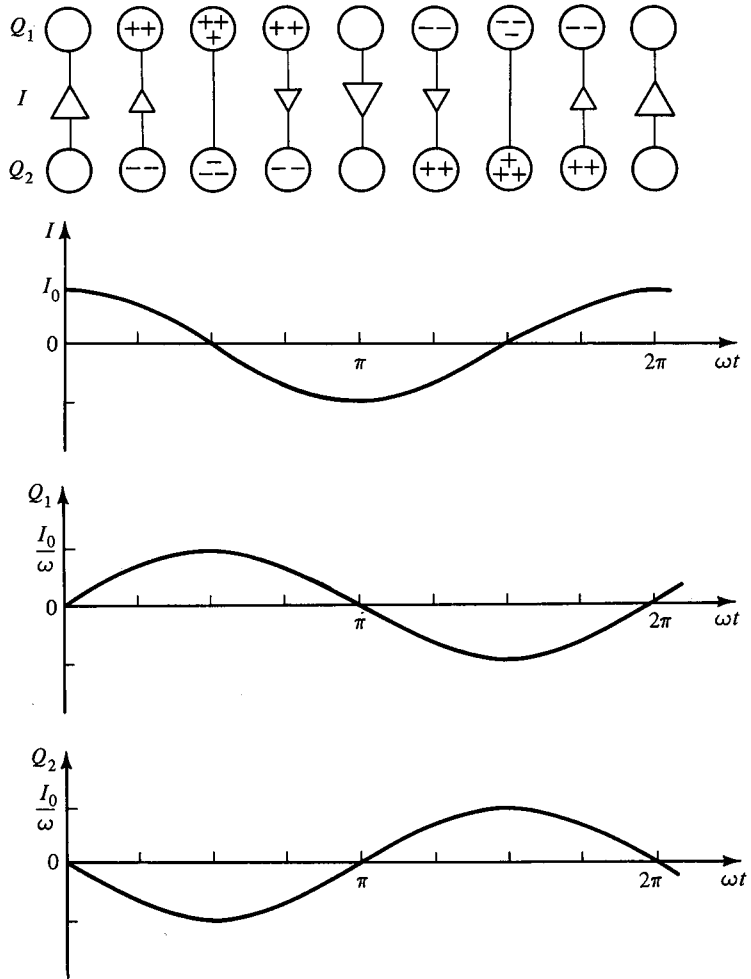 Q₁ ++ ++ + ++ -- -- - --
I
Q₂ -- - -- -- ++ + ++ ++
I
I₀
0 π 2π ωt
Q₁
I₀
ω
0 π 2π ωt
Q₂
I₀
ω
0 π 2π ωt